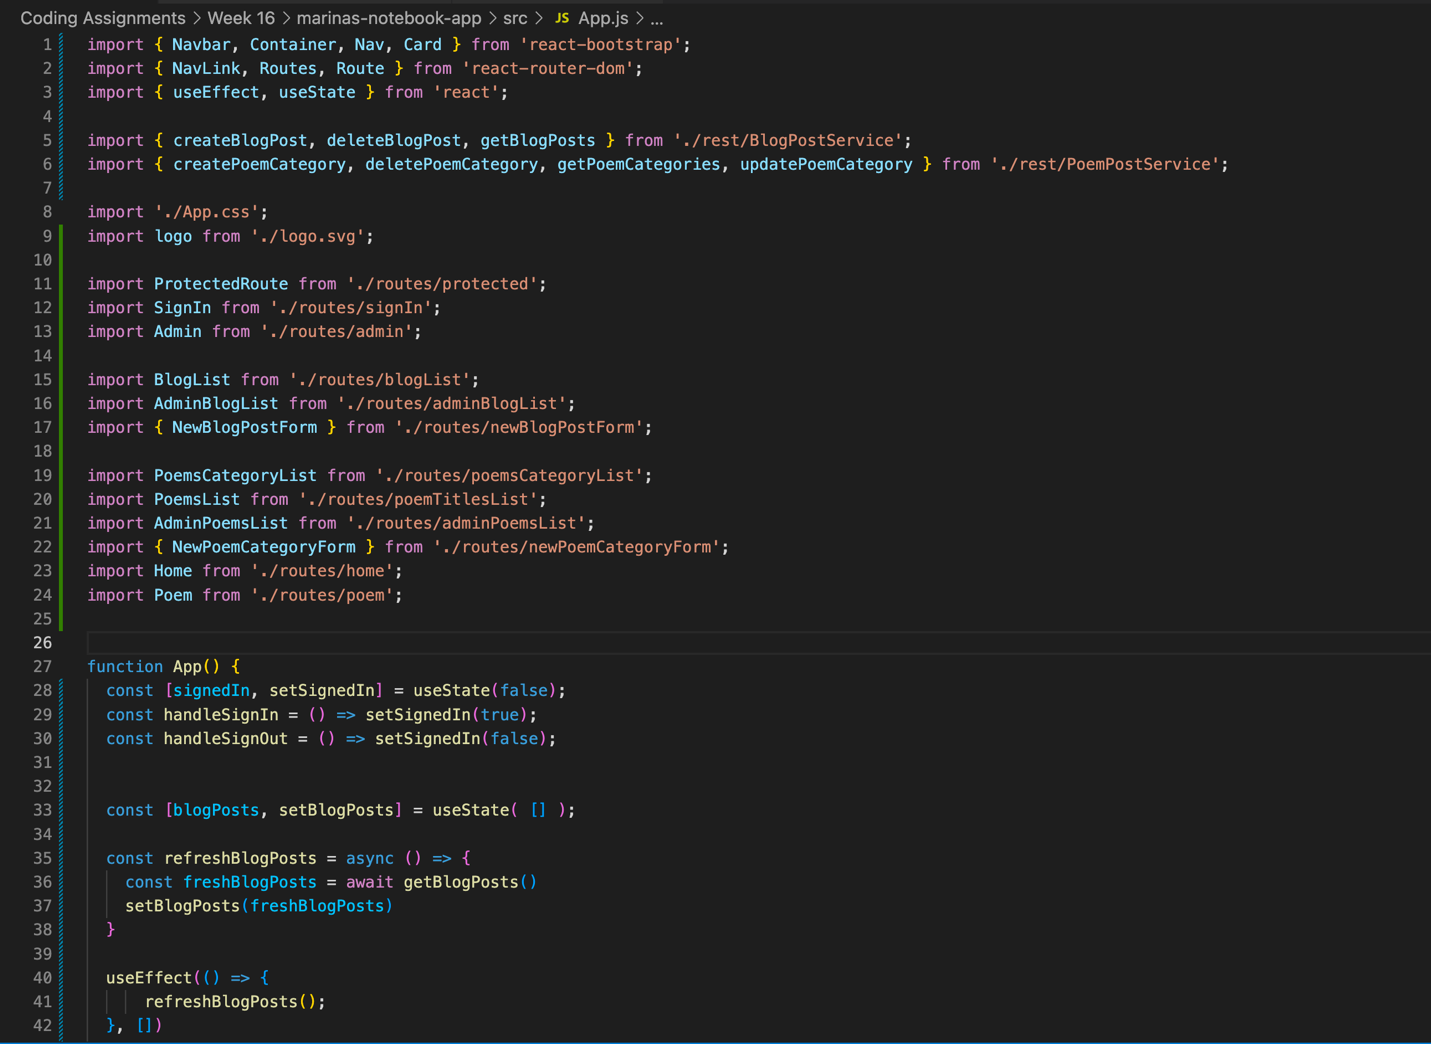 Coding Assignments > Week 16 > marinas-notebook-app > src > JS App.js > ...
1 import { Navbar, Container, Nav, Card } from 'react-bootstrap';
2 import { NavLink, Routes, Route } from 'react-router-dom';
3 import { useEffect, useState } from 'react';
4
5 import { createBlogPost, deleteBlogPost, getBlogPosts } from './rest/BlogPostService';
6 import { createPoemCategory, deletePoemCategory, getPoemCategories, updatePoemCategory } from './rest/PoemPostService';
7
8 import './App.css';
9 import logo from './logo.svg';
10
11 import ProtectedRoute from './routes/protected';
12 import SignIn from './routes/signIn';
13 import Admin from './routes/admin';
14
15 import BlogList from './routes/blogList';
16 import AdminBlogList from './routes/adminBlogList';
17 import { NewBlogPostForm } from './routes/newBlogPostForm';
18
19 import PoemsCategoryList from './routes/poemsCategoryList';
20 import PoemsList from './routes/poemTitlesList';
21 import AdminPoemsList from './routes/adminPoemsList';
22 import { NewPoemCategoryForm } from './routes/newPoemCategoryForm';
23 import Home from './routes/home';
24 import Poem from './routes/poem';
25
26
27 function App() {
28   const [signedIn, setSignedIn] = useState(false);
29   const handleSignIn = () => setSignedIn(true);
30   const handleSignOut = () => setSignedIn(false);
31
32
33   const [blogPosts, setBlogPosts] = useState( [] );
34
35   const refreshBlogPosts = async () => {
36     const freshBlogPosts = await getBlogPosts()
37     setBlogPosts(freshBlogPosts)
38   }
39
40   useEffect(() => {
41       refreshBlogPosts();
42   }, [])